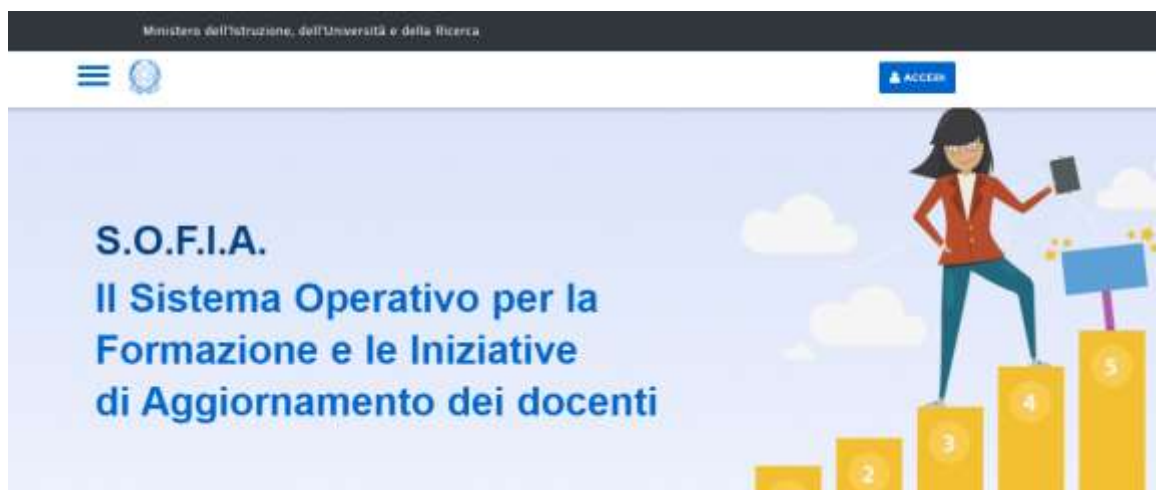 Ministero dell'Istruzione, dell'Università e della Ricerca
ACCEDI
S.O.F.I.A.
Il Sistema Operativo per la
Formazione e le Iniziative
di Aggiornamento dei docenti
5
4
3
2